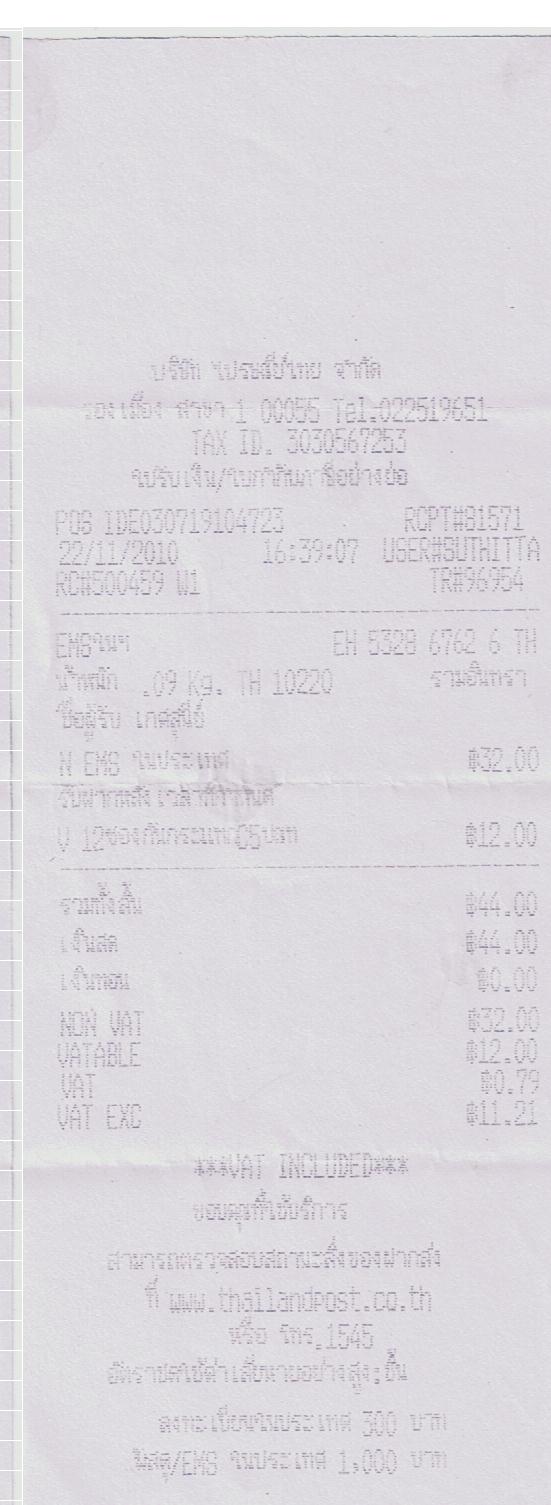 บริษัท ไปรษณีย์ไทย จำกัด
รองเมือง สาขา 1 00055 Tel.022519651
TAX ID. 3030567253
ใบรับเงิน/ใบกำกับภาษีอย่างย่อ
POS IDE030719104723 RCPT#81571
22/11/2010 16:39:07 USER#SUTHITTA
RC#500459 W1 TR#96954
EMSในฯ EH 5328 6762 6 TH
น้ำหนัก .09 Kg. TH 10220 รามอินทรา
ชื่อผู้รับ เกศสุนีย์
N EMS ในประเทศ ฿32.00
รับฝากหลังเวลาที่กำหนด
V 12ซองกันกระแทกC5ปณท ฿12.00
รวมทั้งสิ้น ฿44.00
เงินสด ฿44.00
เงินทอน ฿0.00
NON VAT ฿32.00
VATABLE ฿12.00
VAT ฿0.79
VAT EXC ฿11.21
***VAT INCLUDED***
ขอบคุณที่ใช้บริการ
สามารถตรวจสอบสถานะสิ่งของฝากส่ง
ที่ www.thailandpost.co.th
หรือ โทร.1545
อัตราชดใช้ค่าเสียหายอย่างสูง:ชิ้น
ลงทะเบียนในประเทศ 300 บาท
พัสดุ/EMS ในประเทศ 1,000 บาท